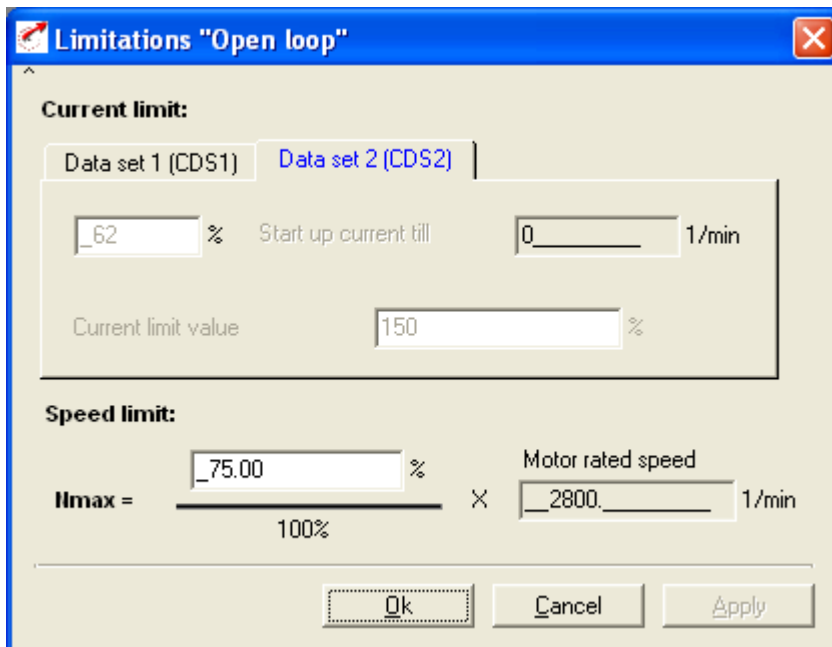 Limitations "Open loop"
Current limit:
Data set 1 (CDS1) Data set 2 (CDS2)
_62 % Start up current till 0_________ 1/min
Current limit value 150 %
Speed limit:
_75.00 % Motor rated speed
Nmax = X __2800._________ 1/min
100%
Ok Cancel Apply